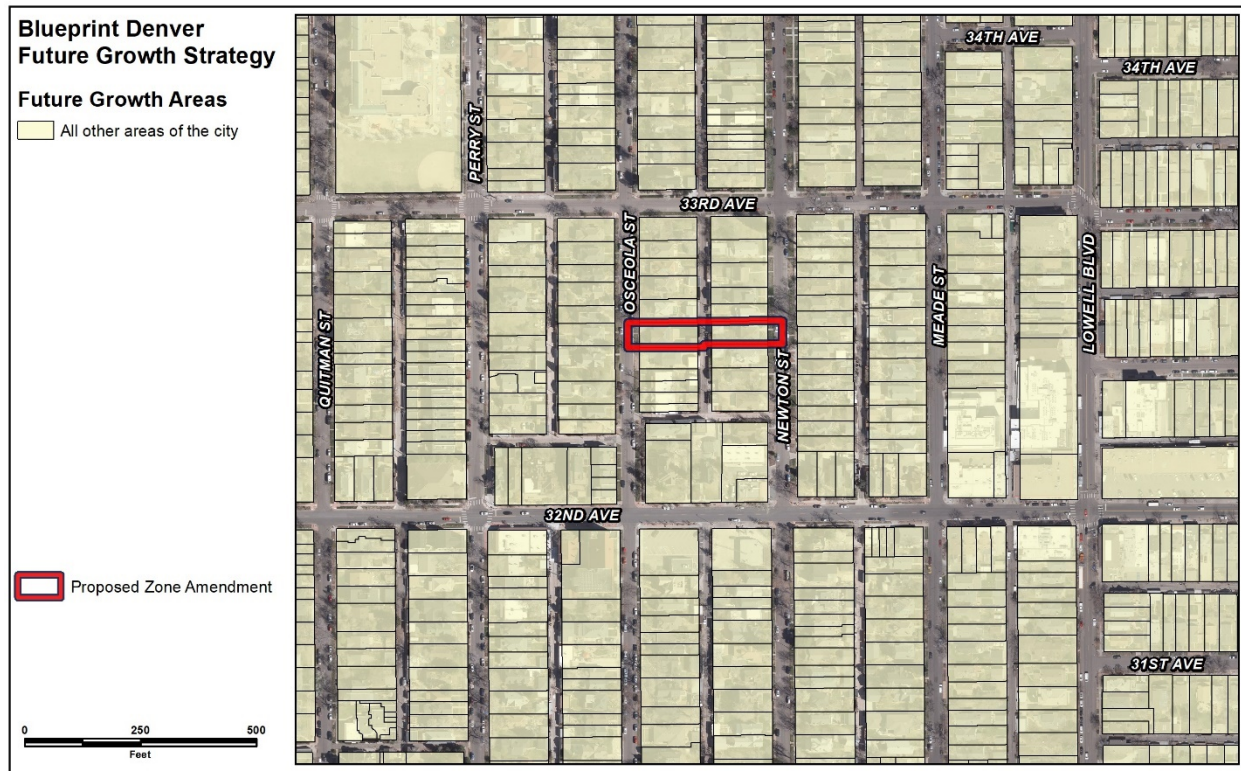 Blueprint Denver
Future Growth Strategy
Future Growth Areas
All other areas of the city
Proposed Zone Amendment
0 250 500
Feet
34TH AVE
34TH AVE
PERRY ST
33RD AVE
OSCEOLA ST
QUITMAN ST
MEADE ST
LOWELL BLVD
NEWTON ST
32ND AVE
31ST AVE